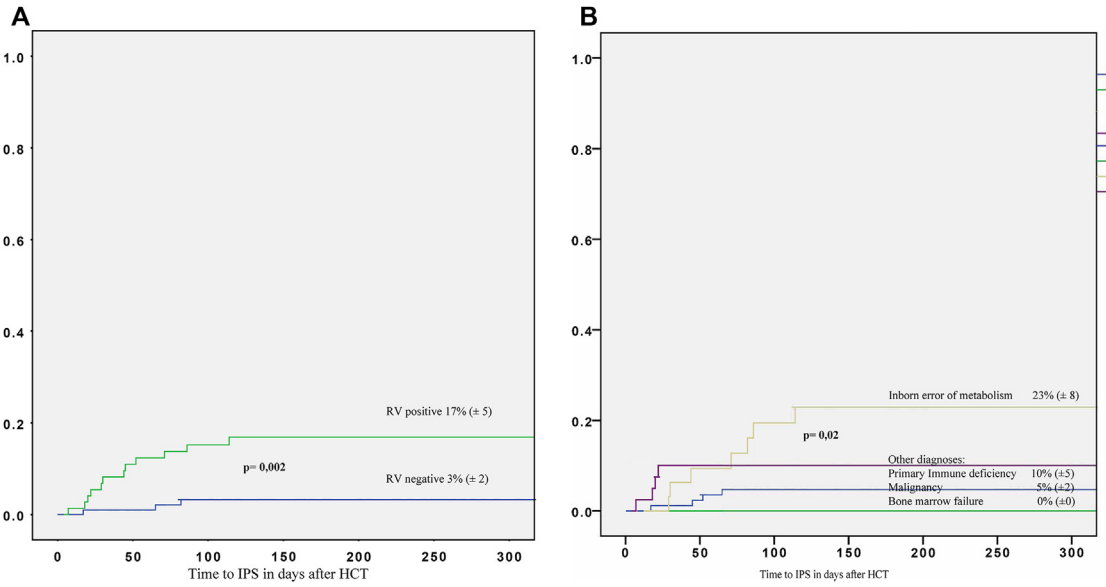 A
1.0
0.8
0.6
0.4
0.2
0.0
RV positive 17% (± 5)
p= 0,002
RV negative 3% (± 2)
0 50 100 150 200 250 300
Time to IPS in days after HCT
B
1.0
0.8
0.6
0.4
0.2
0.0
Inborn error of metabolism 23% (± 8)
p= 0,02
Other diagnoses:
Primary Immune deficiency 10% (±5)
Malignancy 5% (±2)
Bone marrow failure 0% (±0)
0 50 100 150 200 250 300
Time to IPS in days after HCT